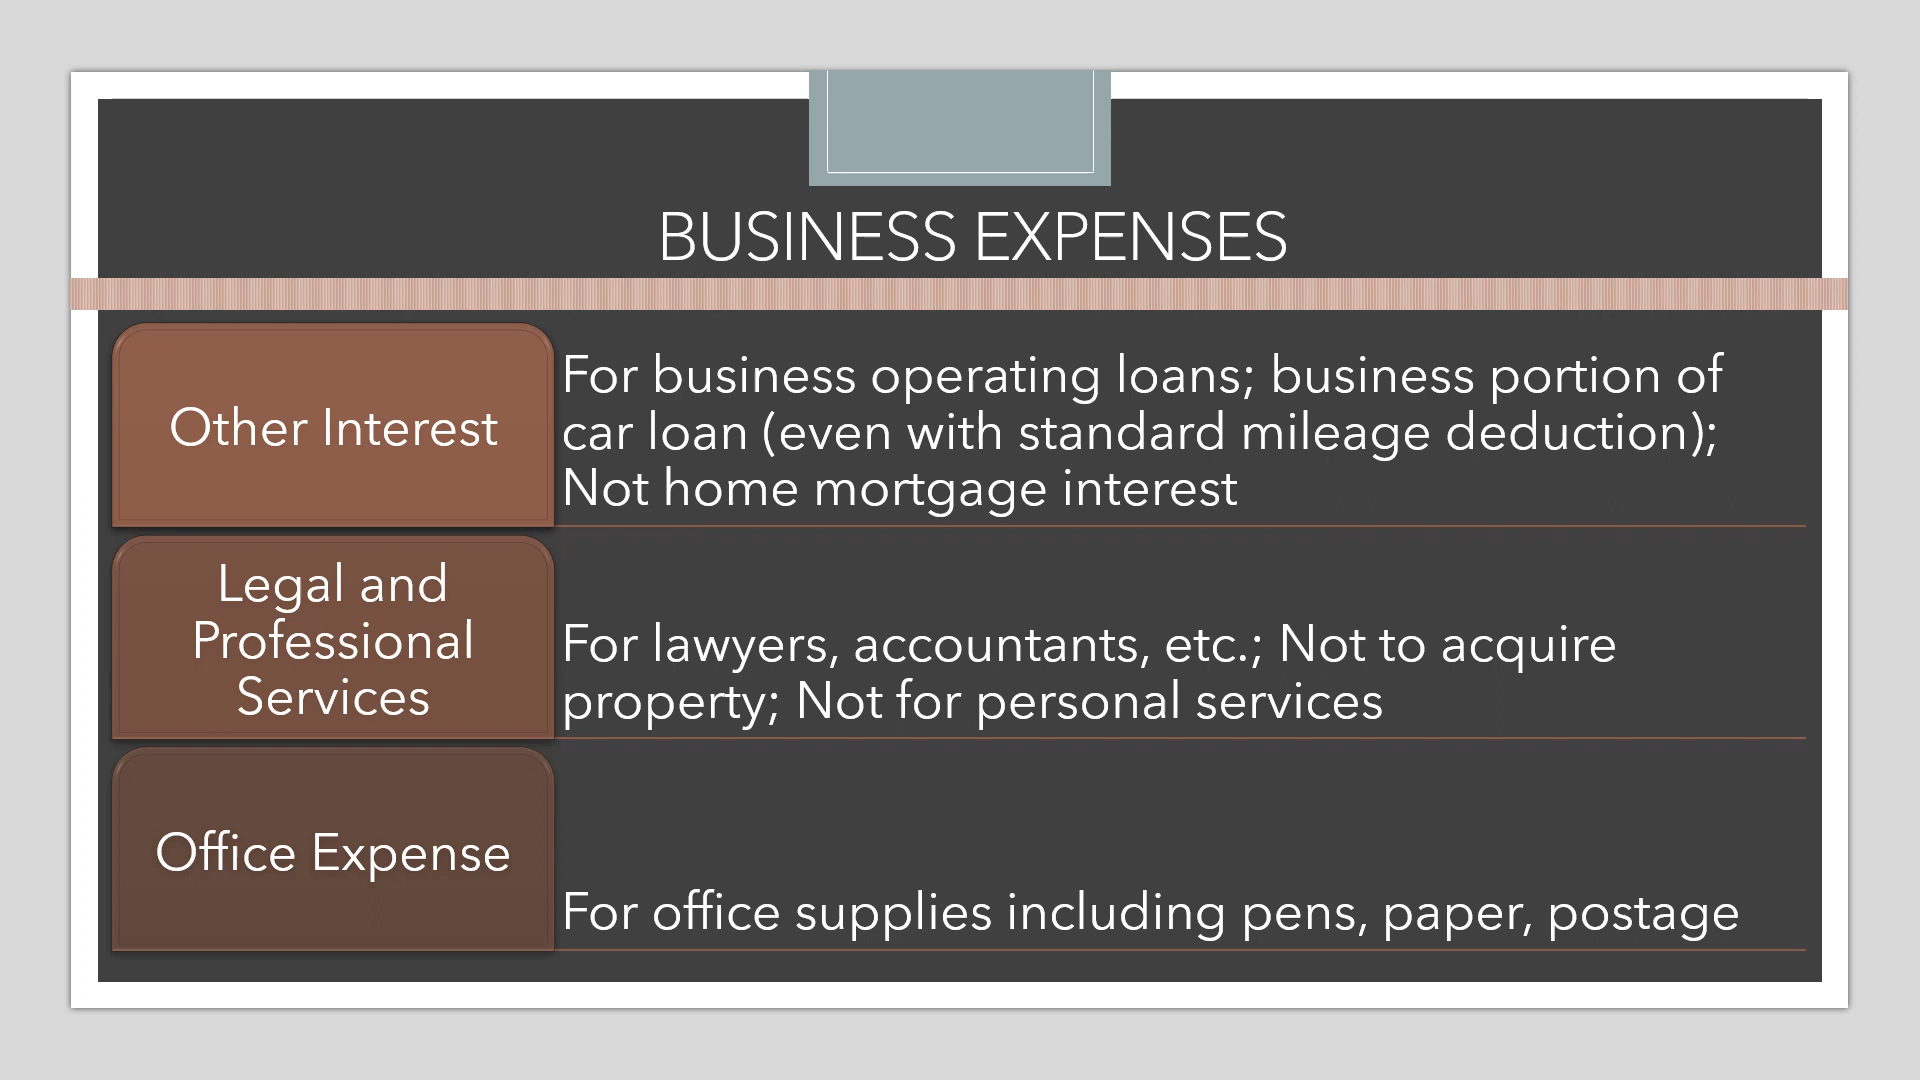 BUSINESS EXPENSES
Other Interest
For business operating loans; business portion of
car loan (even with standard mileage deduction);
Not home mortgage interest
Legal and
Professional
Services
For lawyers, accountants, etc.; Not to acquire
property; Not for personal services
Office Expense
For office supplies including pens, paper, postage